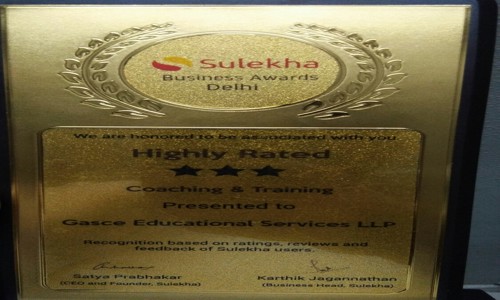 Sulekha
Business Awards
Delhi
We are honored to be associated with you
Highly Rated
Coaching & Training
Presented to
Gasce Educational Services LLP
Recognition based on ratings, reviews and
feedback of Sulekha users.
Satya Prabhakar
(CEO and Founder, Sulekha)
Karthik Jagannathan
(Business Head, Sulekha)